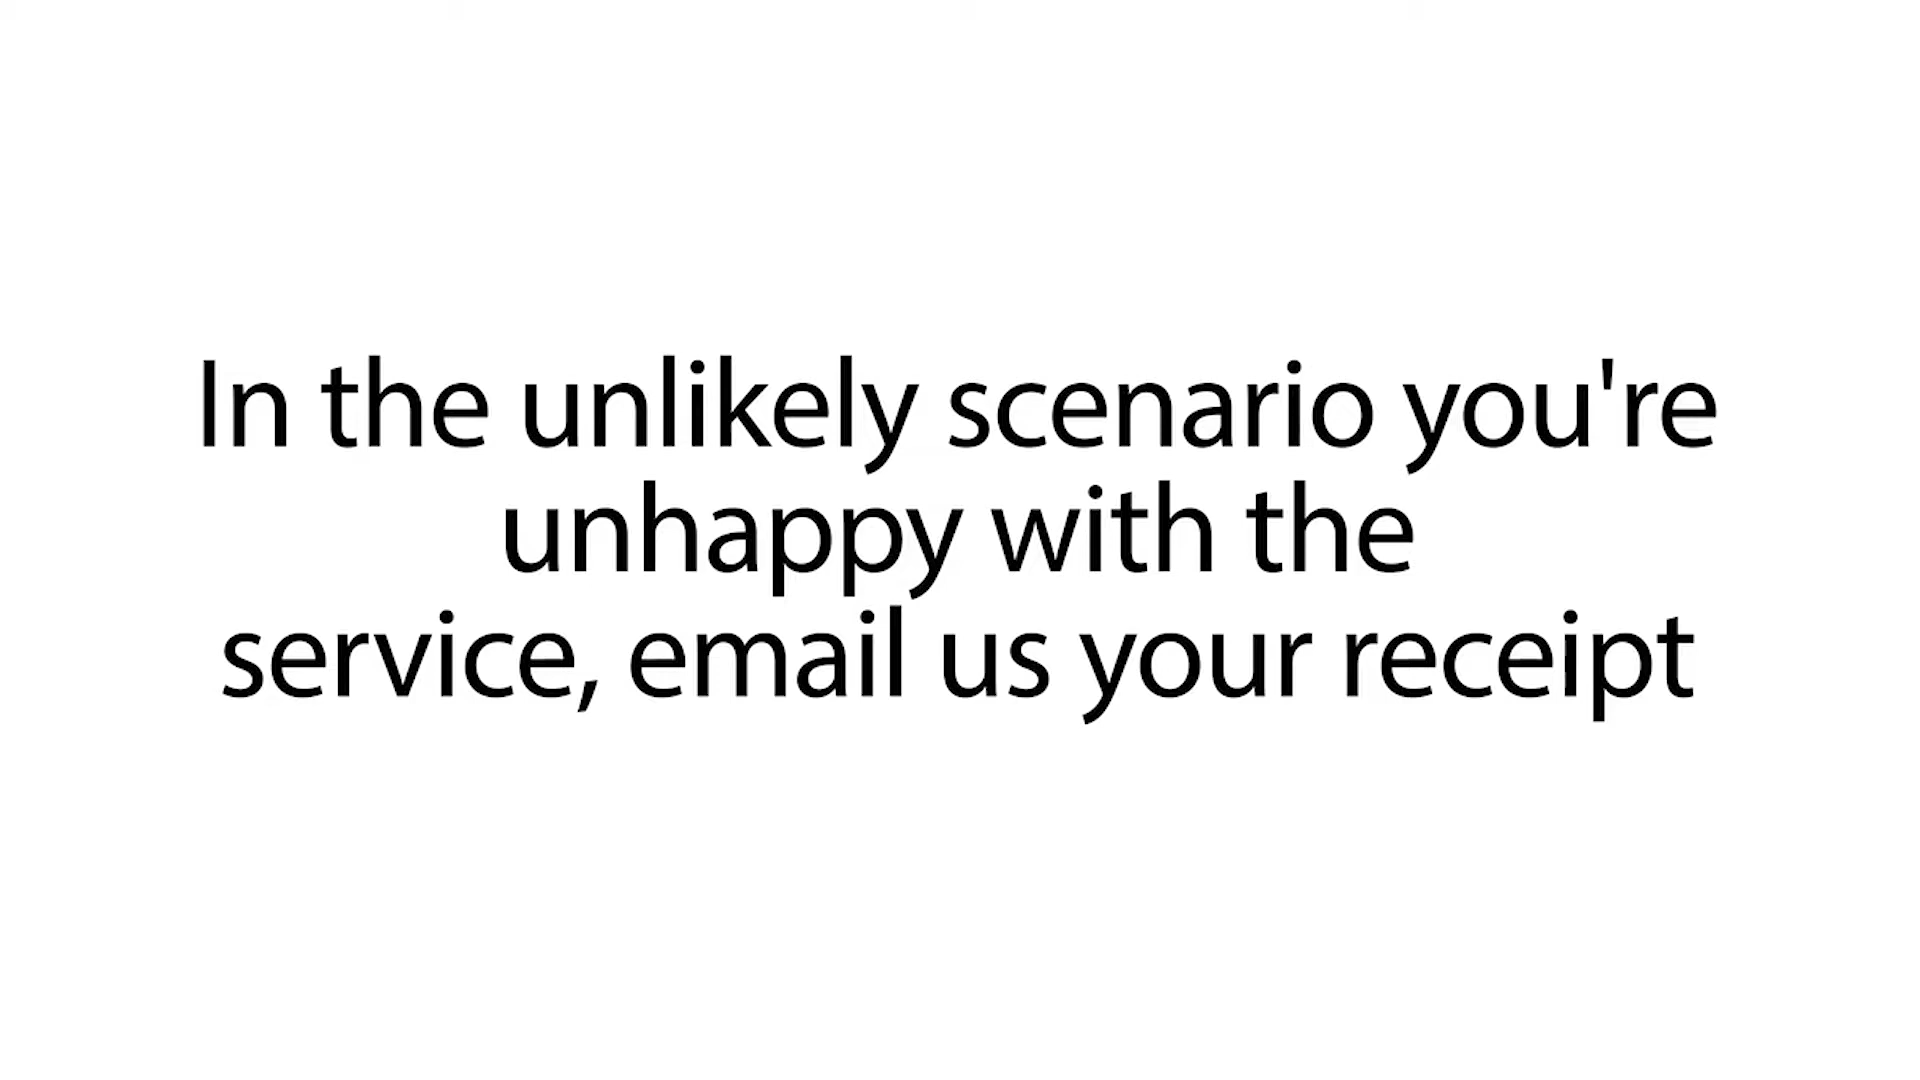 In the unlikely scenario you're
unhappy with the
service, email us your receipt